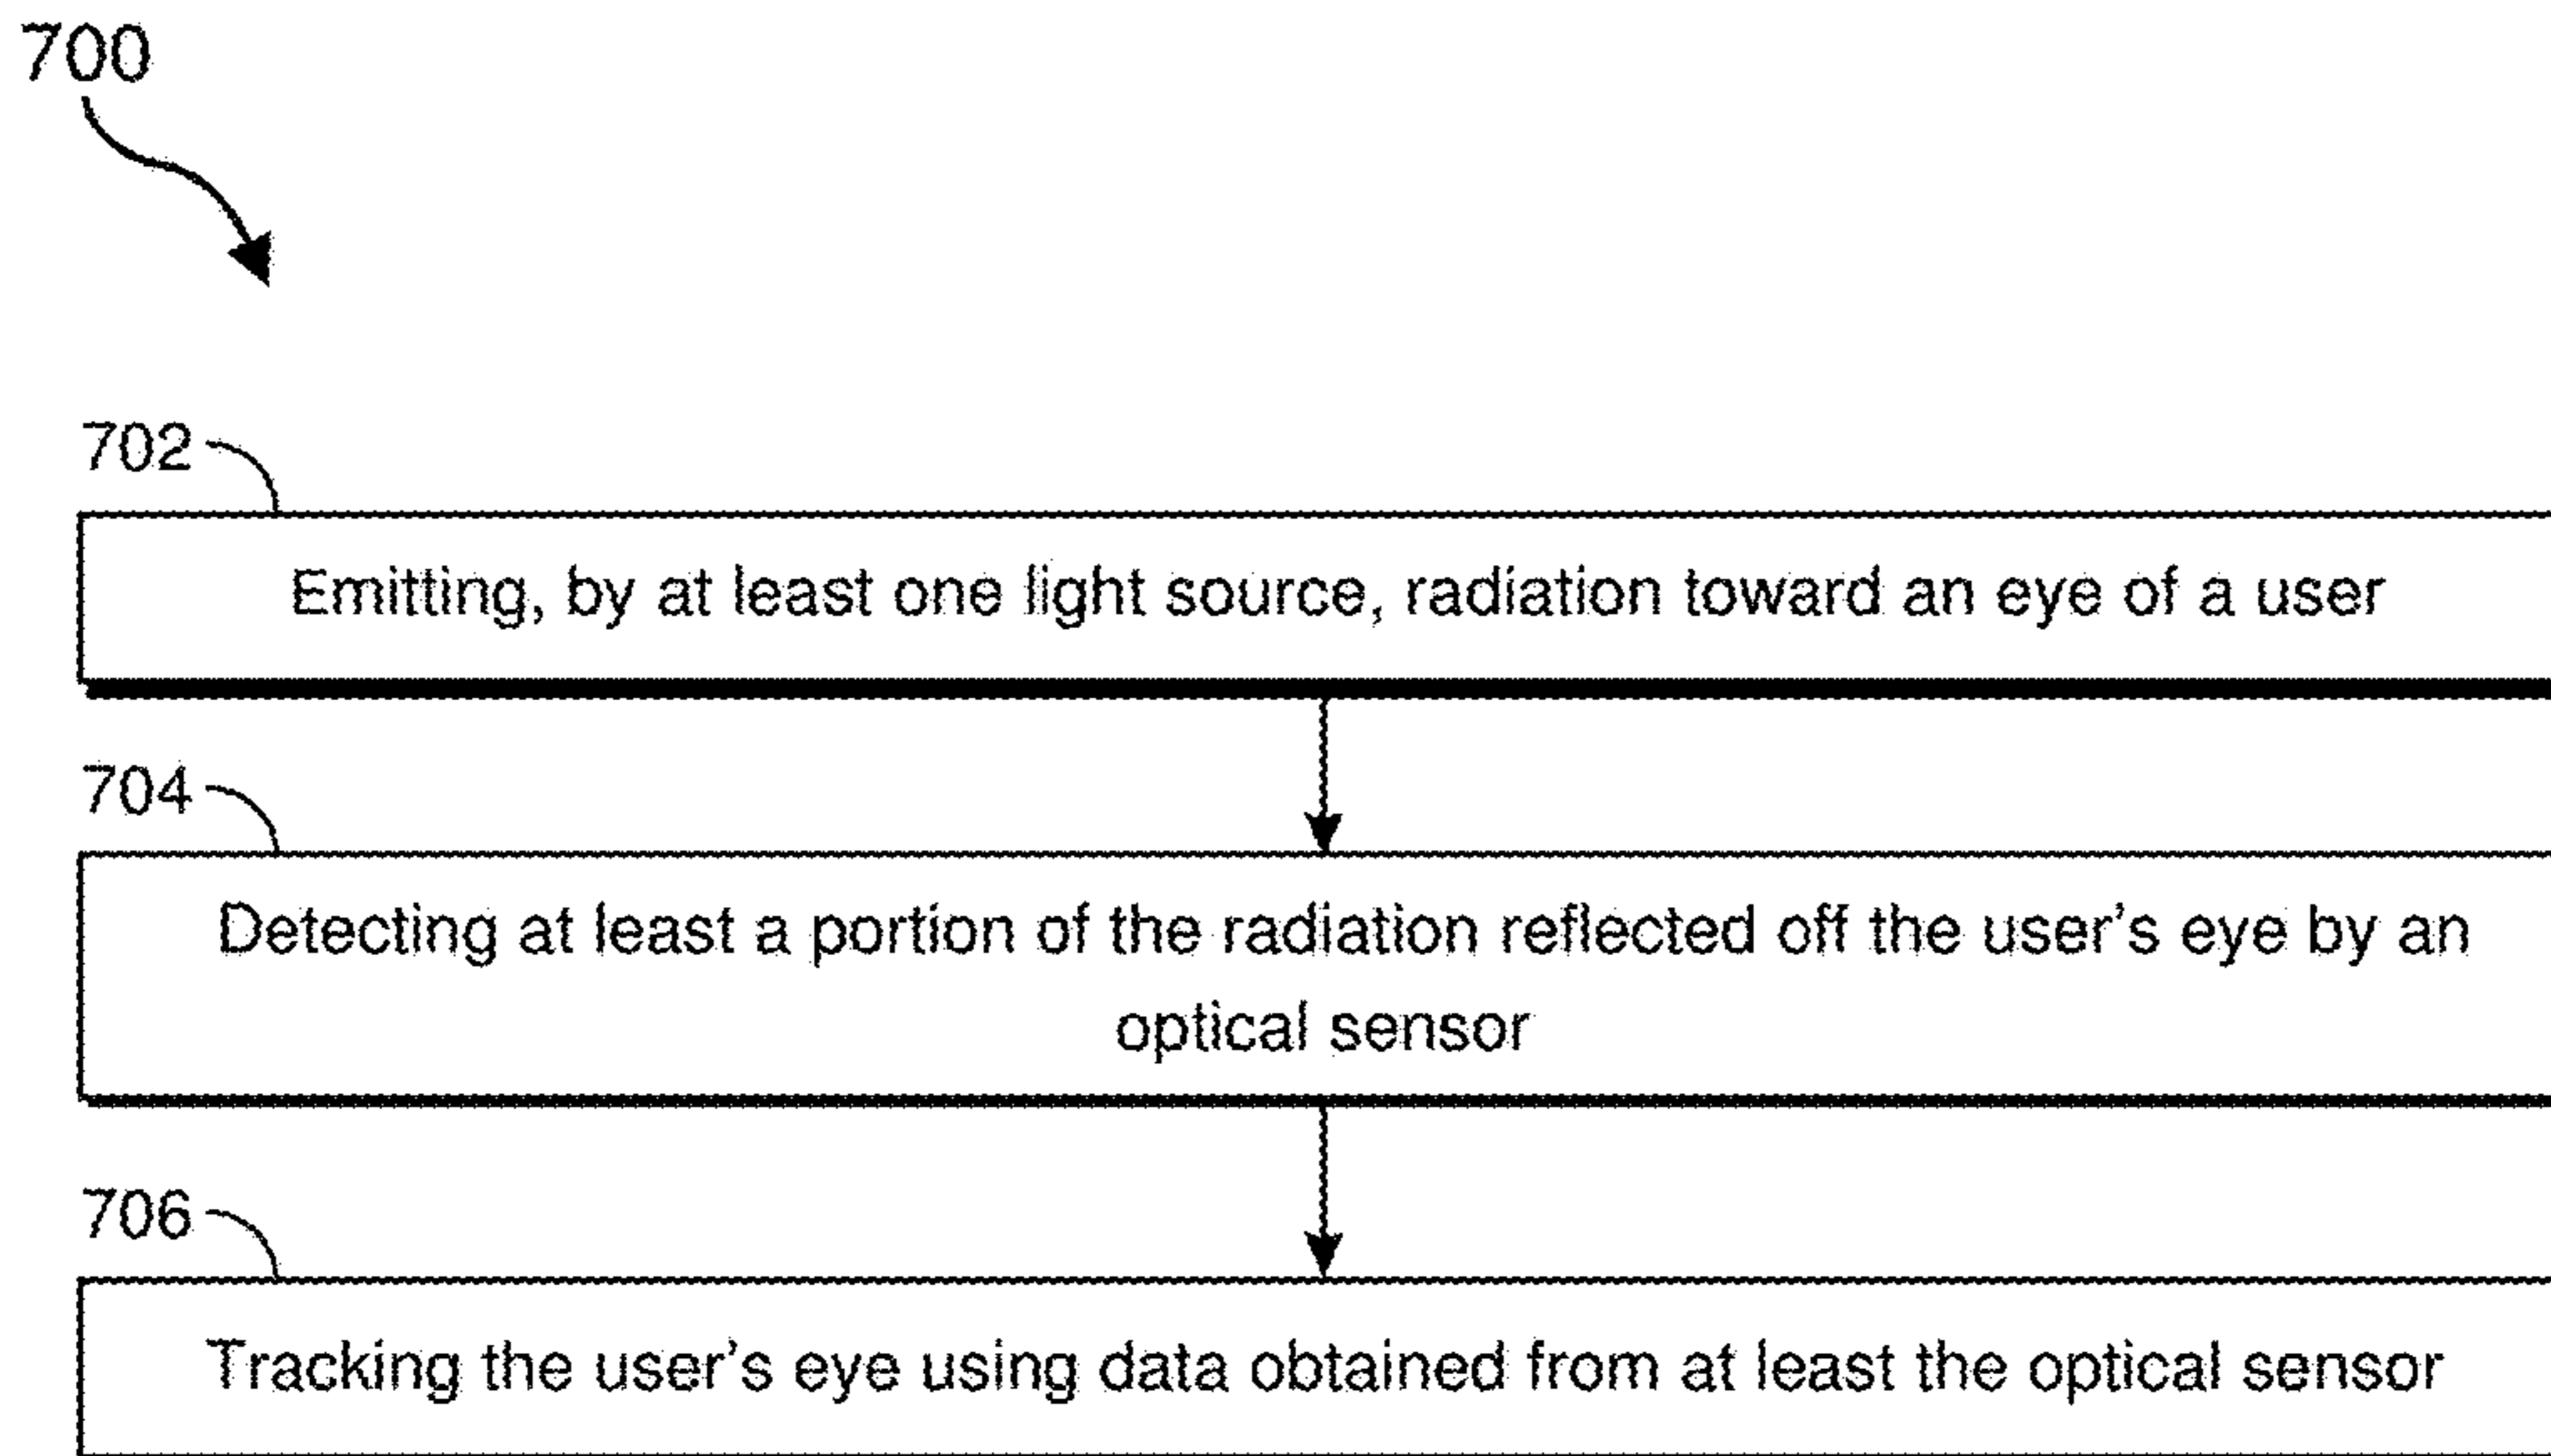 700
702
Emitting, by at least one light source, radiation toward an eye of a user
704
Detecting at least a portion of the radiation reflected off the user's eye by an
optical sensor
706
Tracking the user's eye using data obtained from at least the optical sensor